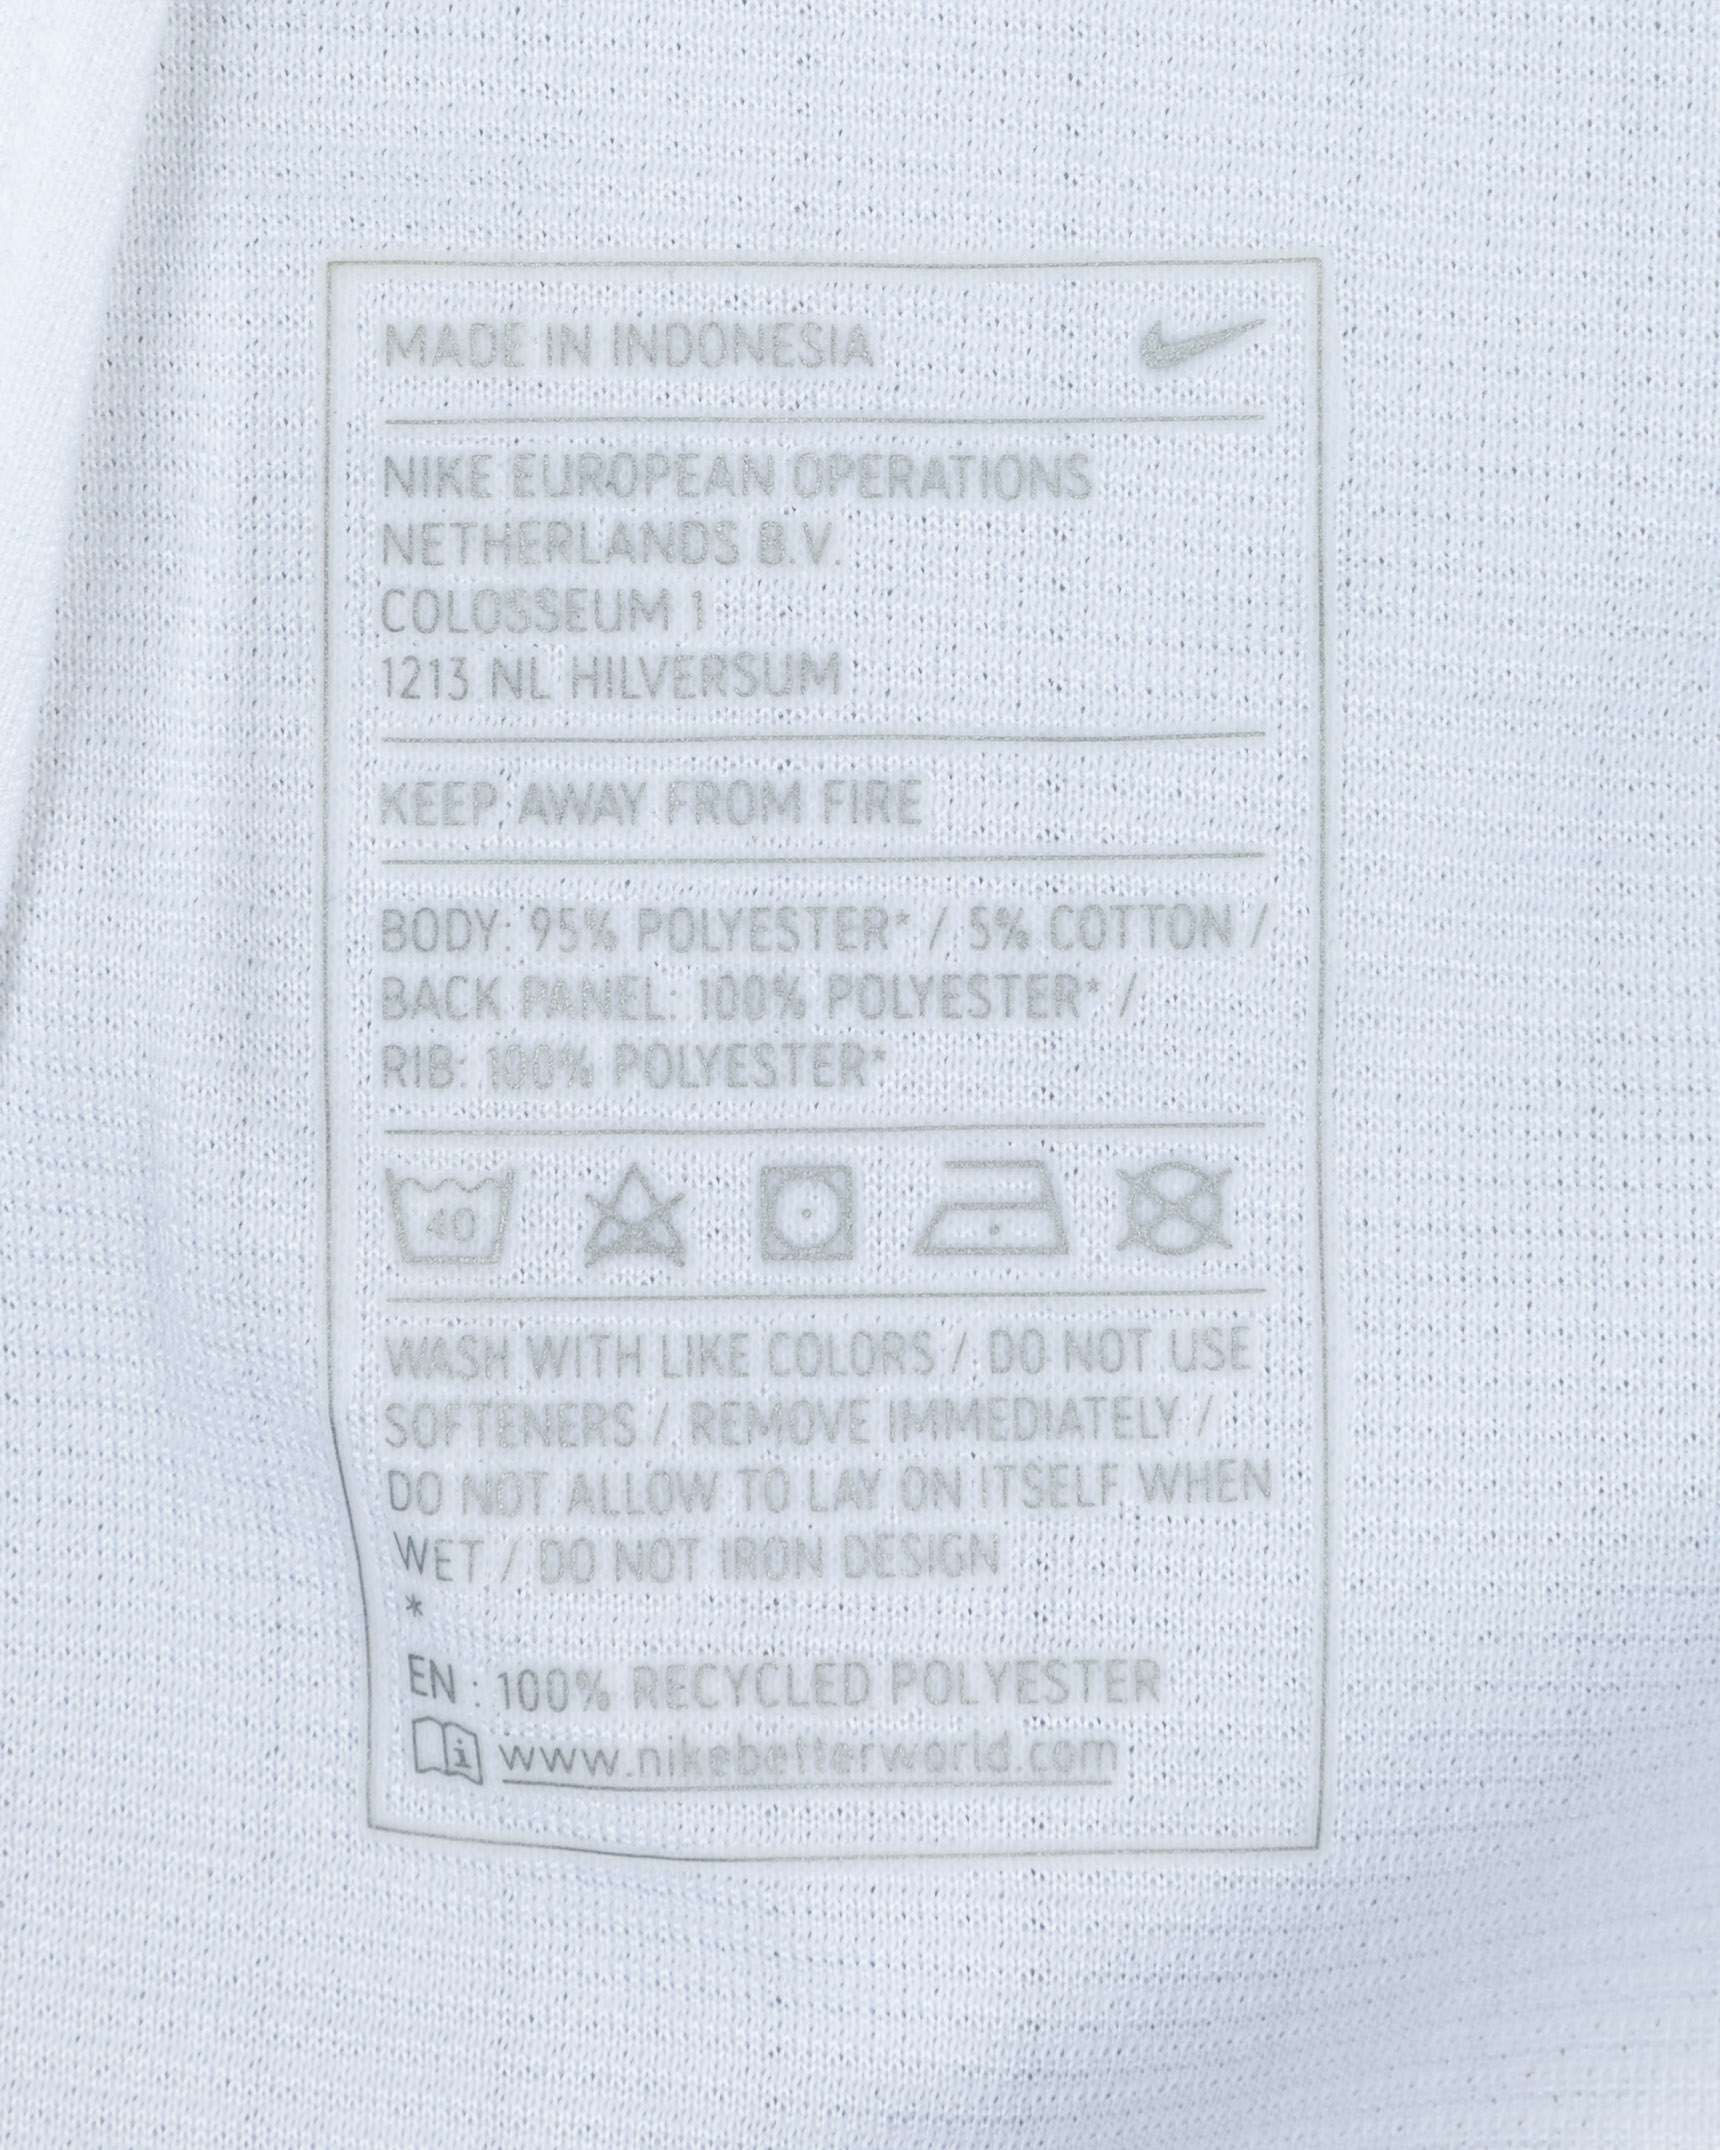 MADE IN INDONESIA
NIKE EUROPEAN OPERATIONS
NETHERLANDS B.V.
COLOSSEUM 1
1213 NL HILVERSUM
KEEP AWAY FROM FIRE
BODY: 95% POLYESTER* / 5% COTTON /
BACK PANEL: 100% POLYESTER* /
RIB: 100% POLYESTER*
40
WASH WITH LIKE COLORS / DO NOT USE
SOFTENERS / REMOVE IMMEDIATELY /
DO NOT ALLOW TO LAY ON ITSELF WHEN
WET / DO NOT IRON DESIGN
*
EN : 100% RECYCLED POLYESTER
i www.nikebetterworld.com